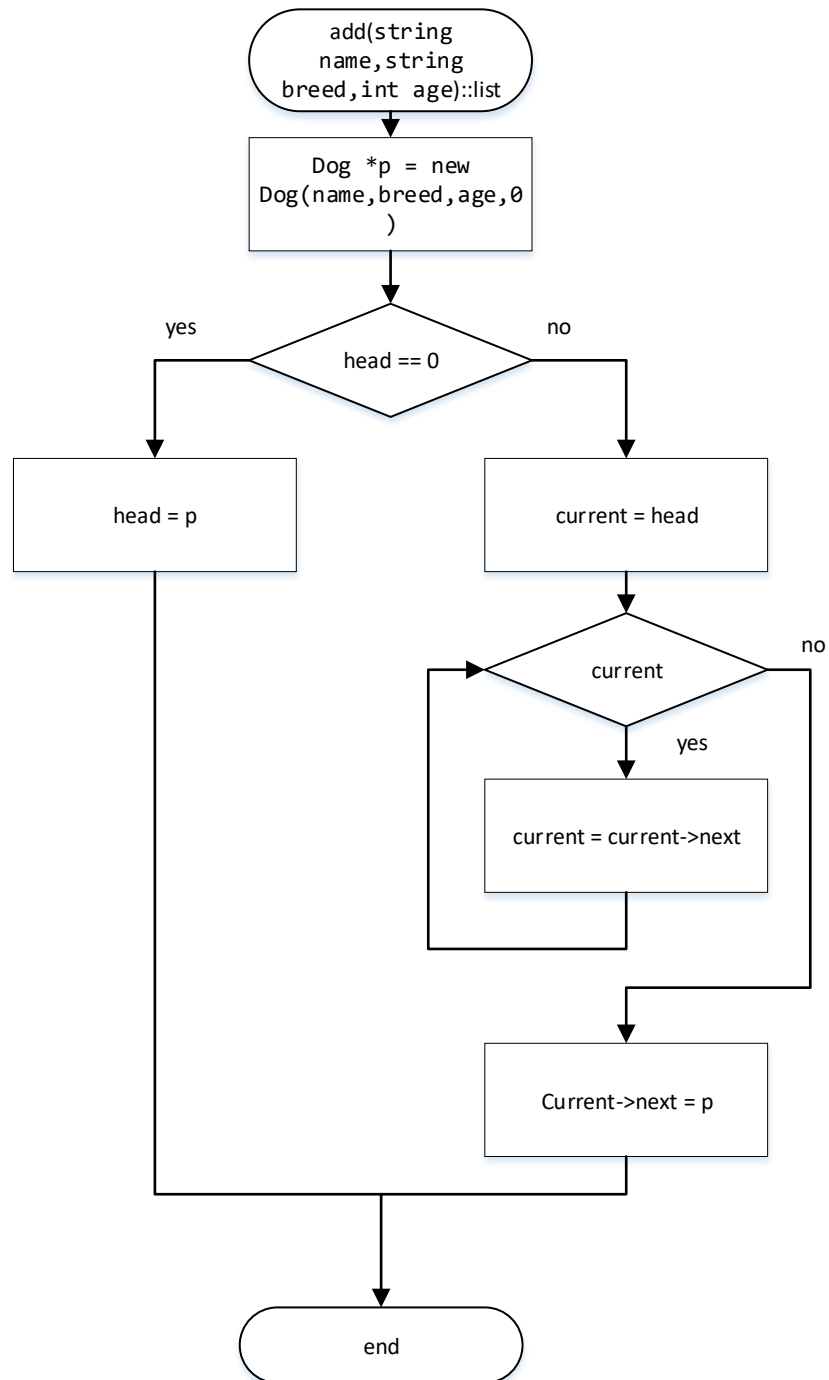 add(string
name,string
breed,int age)::list
Dog *p = new
Dog(name,breed,age,0
)
yes
no
head == 0
head = p
current = head
no
current
yes
current = current->next
Current->next = p
end